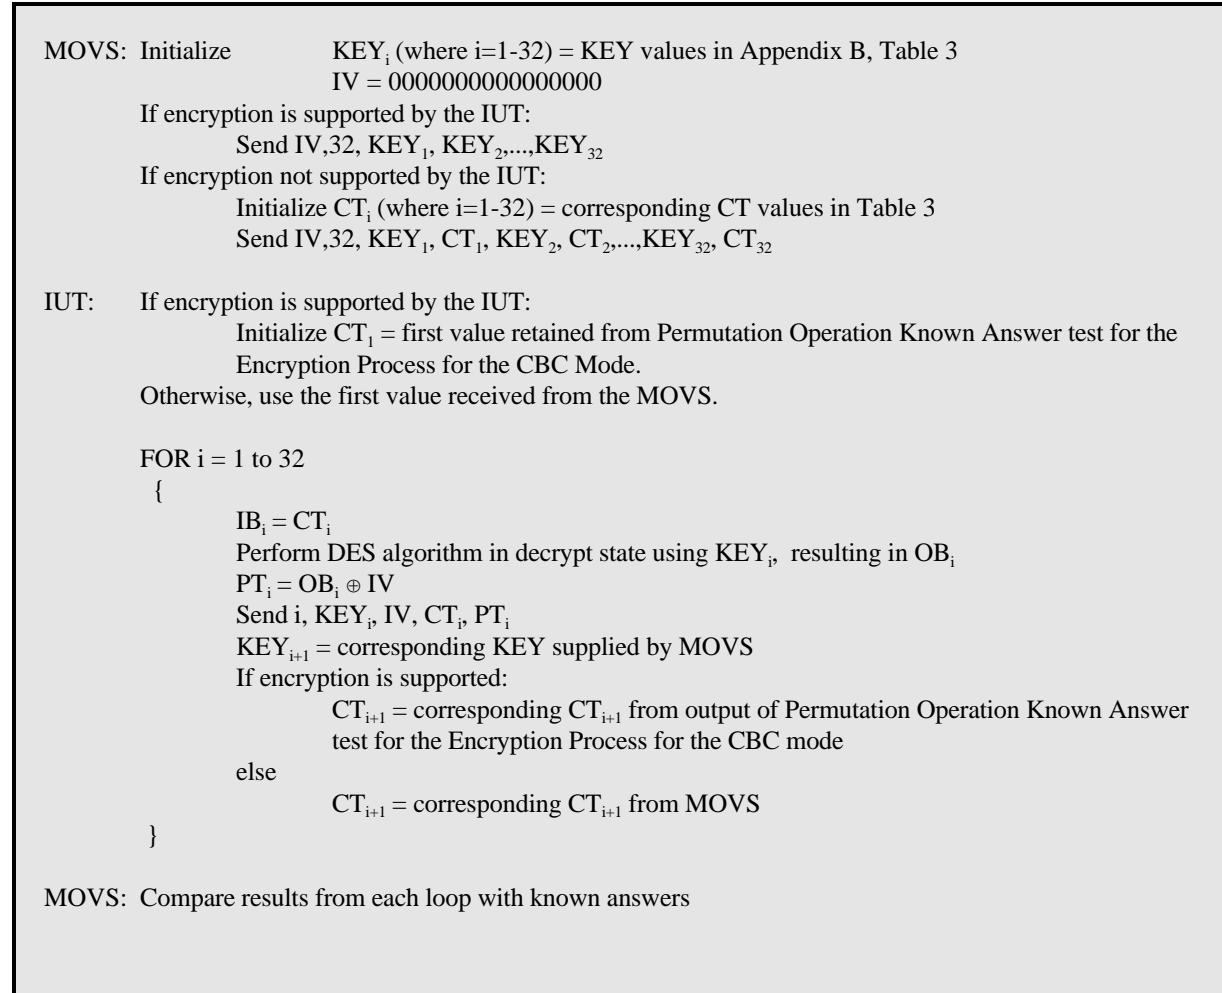 MOVS: Initialize KEYᵢ (where i=1-32) = KEY values in Appendix B, Table 3
IV = 0000000000000000
If encryption is supported by the IUT:
Send IV,32, KEY₁, KEY₂,...,KEY₃₂
If encryption not supported by the IUT:
Initialize CTᵢ (where i=1-32) = corresponding CT values in Table 3
Send IV,32, KEY₁, CT₁, KEY₂, CT₂,...,KEY₃₂, CT₃₂
IUT: If encryption is supported by the IUT:
Initialize CT₁ = first value retained from Permutation Operation Known Answer test for the
Encryption Process for the CBC Mode.
Otherwise, use the first value received from the MOVS.
FOR i = 1 to 32
{
IBᵢ = CTᵢ
Perform DES algorithm in decrypt state using KEYᵢ, resulting in OBᵢ
PTᵢ = OBᵢ ⊕ IV
Send i, KEYᵢ, IV, CTᵢ, PTᵢ
KEYᵢ₊₁ = corresponding KEY supplied by MOVS
If encryption is supported:
CTᵢ₊₁ = corresponding CTᵢ₊₁ from output of Permutation Operation Known Answer
test for the Encryption Process for the CBC mode
else
CTᵢ₊₁ = corresponding CTᵢ₊₁ from MOVS
}
MOVS: Compare results from each loop with known answers